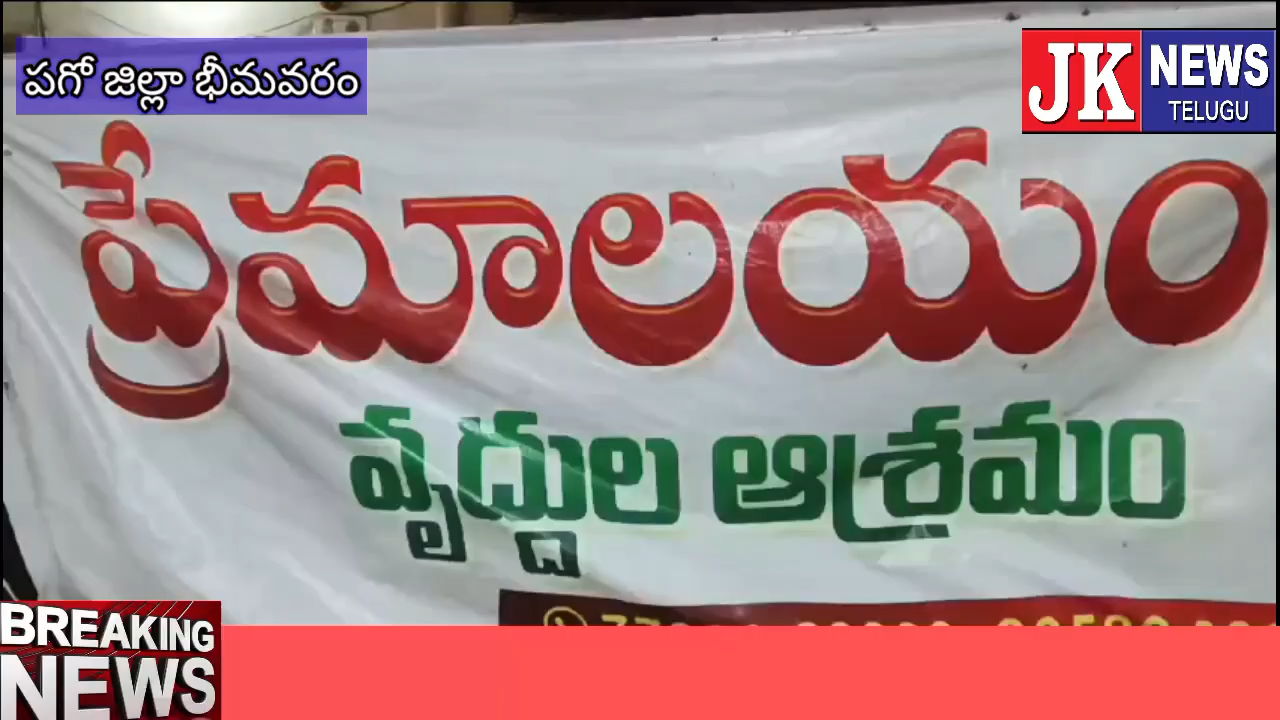 పగో జిల్లా భీమవరం
JK NEWS
TELUGU
ప్రేమాలయం
వృద్ధుల ఆశ్రమం
BREAKING
NEWS